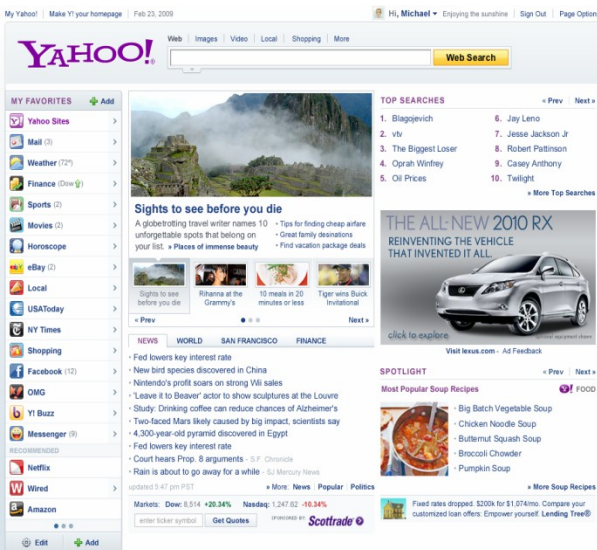 My Yahoo! | Make Y! your homepage | Feb 23, 2009
Hi, Michael Enjoying the sunshine | Sign Out | Page Option
YAHOO!
Web | Images | Video | Local | Shopping | More
Web Search
MY FAVORITES Add
Yahoo Sites
Mail (3)
Weather (72°)
Finance (Dow)
Sports (2)
Movies (2)
Horoscope
eBay (2)
Local
USAToday
NY Times
Shopping
Facebook (12)
OMG
Y! Buzz
Messenger (9)
RECOMMENDED
Netflix
Wired
Amazon
Edit Add
Sights to see before you die
A globetrotting travel writer names 10
unforgettable spots that belong on
your list. » Places of immense beauty
• Tips for finding cheap airfare
• Great family desinations
• Find vacation package deals
Sights to see
before you die
Rihanna at the
Grammy's
10 meals in 20
minutes or less
Tiger wins Buick
Invitational
« Prev Next »
NEWS WORLD SAN FRANCISCO FINANCE
• Fed lowers key interest rate
• New bird species discovered in China
• Nintendo's profit soars on strong Wii sales
• 'Leave it to Beaver' actor to show sculptures at the Louvre
• Study: Drinking coffee can reduce chances of Alzheimer's
• Two-faced Mars likely caused by big impact, scientists say
• 4,300-year-old pyramid discovered in Egypt
• Fed lowers key interest rate
• Court hears Prop. 8 arguments - S.F. Chronicle
• Rain is about to go away for a while - SJ Mercury News
updated 5:47 pm PST » More: News | Popular | Politics
Markets: Dow: 8,514 +20.34% Nasdaq: 1,247.62 -10.34%
enter ticker symbol Get Quotes SPONSORED BY Scottrade
TOP SEARCHES « Prev | Next »
1. Blagojevich
2. vtv
3. The Biggest Loser
4. Oprah Winfrey
5. Oil Prices
6. Jay Leno
7. Jesse Jackson Jr
8. Robert Pattinson
9. Casey Anthony
10. Twilight
» More Top Searches
THE ALL-NEW 2010 RX
REINVENTING THE VEHICLE
THAT INVENTED IT ALL.
click to explore
optional equipment shown
Visit lexus.com - Ad Feedback
SPOTLIGHT « Prev | Next »
Most Popular Soup Recipes Y! FOOD
• Big Batch Vegetable Soup
• Chicken Noodle Soup
• Butternut Squash Soup
• Broccoli Chowder
• Pumpkin Soup
» More Soup Recipes
Fixed rates dropped. $200k for $1,074/mo. Compare your
customized loan offers. Empower yourself. Lending Tree®